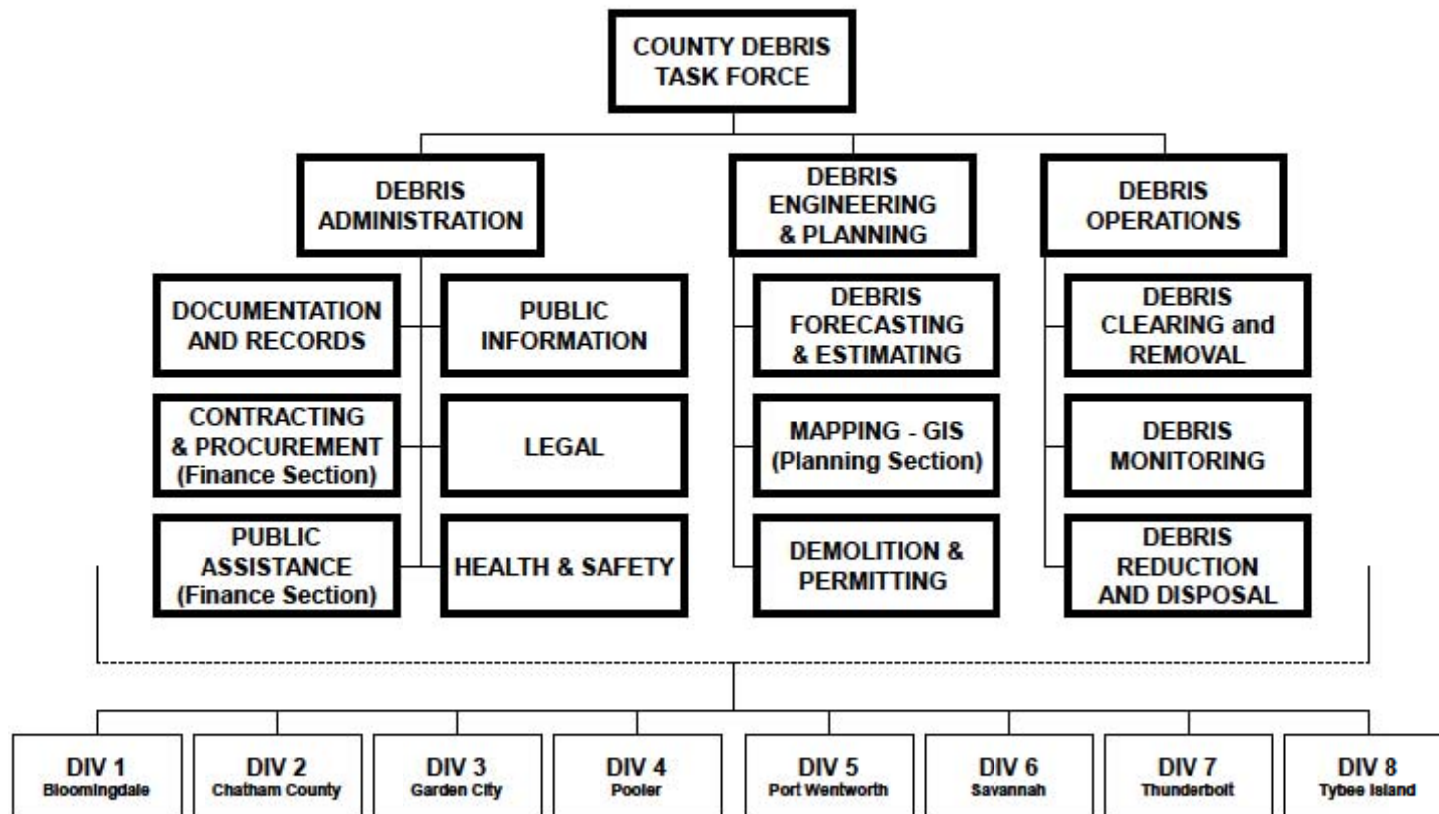 COUNTY DEBRIS
TASK FORCE
DEBRIS
ADMINISTRATION
DEBRIS
ENGINEERING
& PLANNING
DEBRIS
OPERATIONS
DOCUMENTATION
AND RECORDS
PUBLIC
INFORMATION
DEBRIS
FORECASTING
& ESTIMATING
DEBRIS
CLEARING and
REMOVAL
CONTRACTING
& PROCUREMENT
(Finance Section)
LEGAL
MAPPING - GIS
(Planning Section)
DEBRIS
MONITORING
PUBLIC
ASSISTANCE
(Finance Section)
HEALTH & SAFETY
DEMOLITION &
PERMITTING
DEBRIS
REDUCTION
AND DISPOSAL
DIV 1
Bloomingdale
DIV 2
Chatham County
DIV 3
Garden City
DIV 4
Pooler
DIV 5
Port Wentworth
DIV 6
Savannah
DIV 7
Thunderbolt
DIV 8
Tybee Island